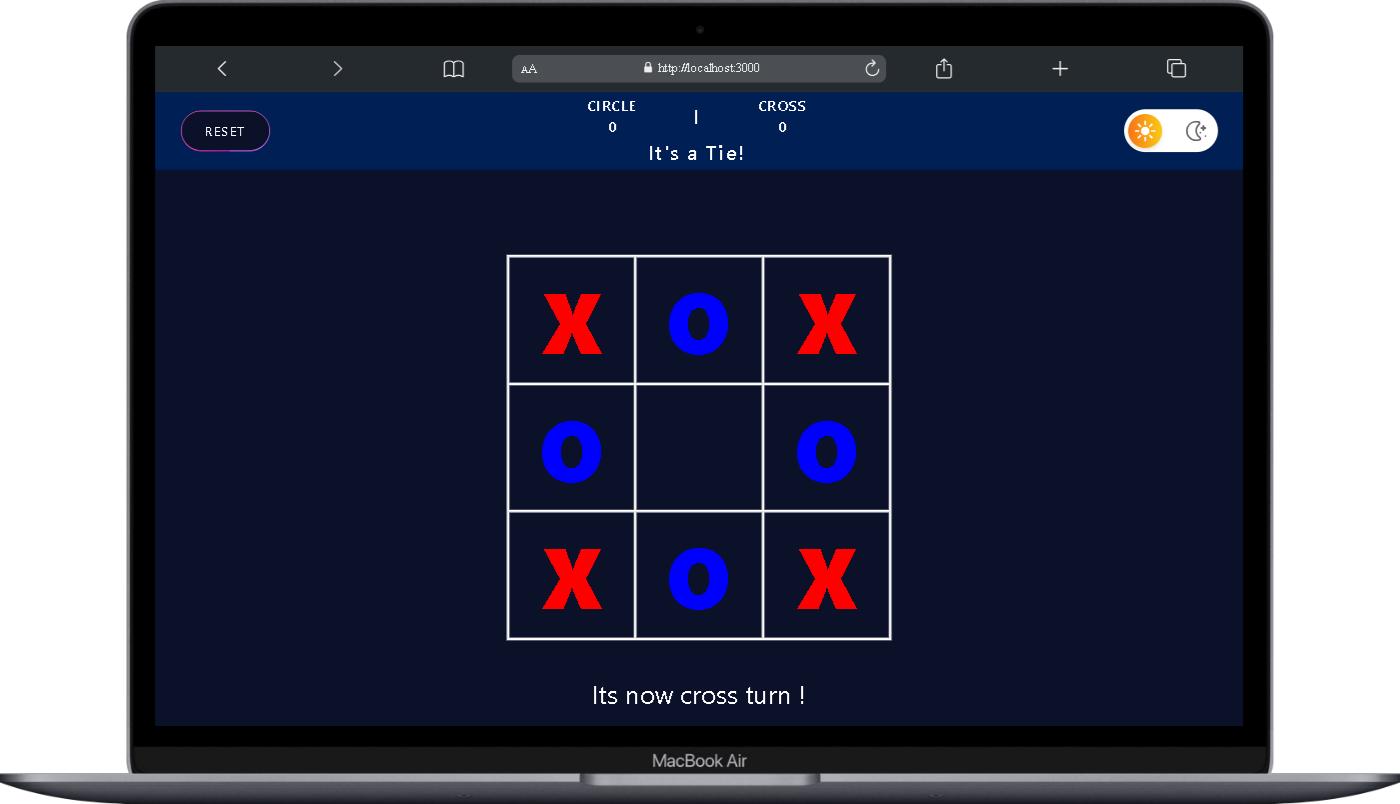 AA http://localhost:3000
RESET
CIRCLE | CROSS
0 0
It's a Tie!
X O X
O O
X O X
Its now cross turn !
MacBook Air